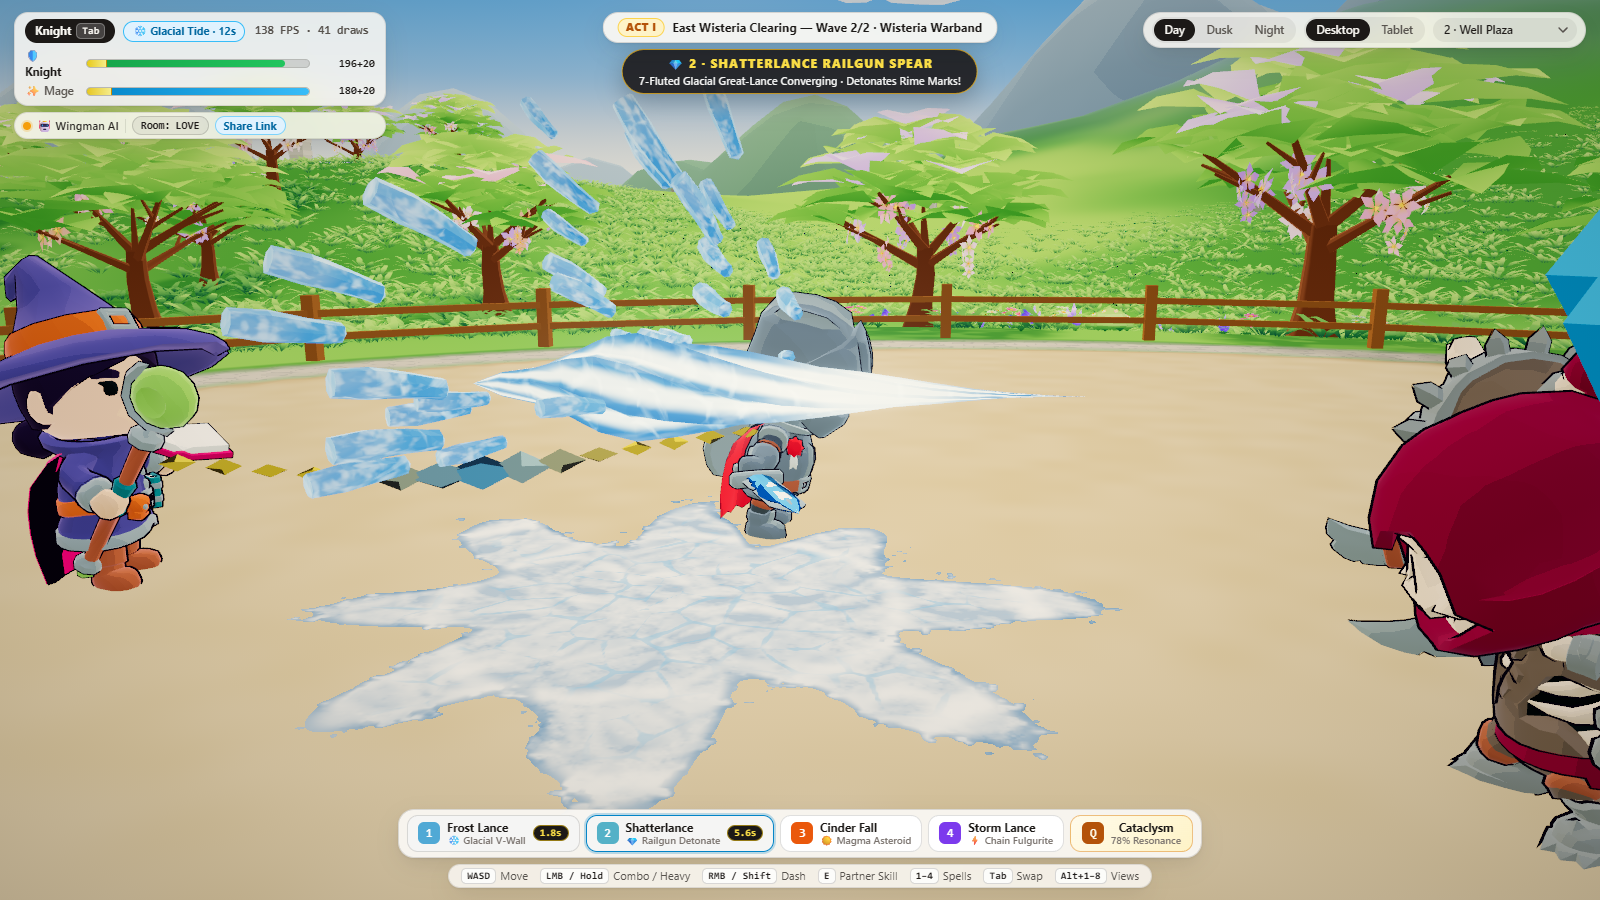 Knight Tab Glacial Tide · 12s 138 FPS · 41 draws
Knight 196+20
Mage 180+20
Wingman AI Room: LOVE Share Link
ACT I East Wisteria Clearing — Wave 2/2 · Wisteria Warband
2 · SHATTERLANCE RAILGUN SPEAR
7-Fluted Glacial Great-Lance Converging · Detonates Rime Marks!
Day Dusk Night Desktop Tablet 2 · Well Plaza
1 Frost Lance 1.8s
Glacial V-Wall
2 Shatterlance 5.6s
Railgun Detonate
3 Cinder Fall
Magma Asteroid
4 Storm Lance
Chain Fulgurite
Q Cataclysm
78% Resonance
WASD Move LMB / Hold Combo / Heavy RMB / Shift Dash E Partner Skill 1–4 Spells Tab Swap Alt+1–8 Views